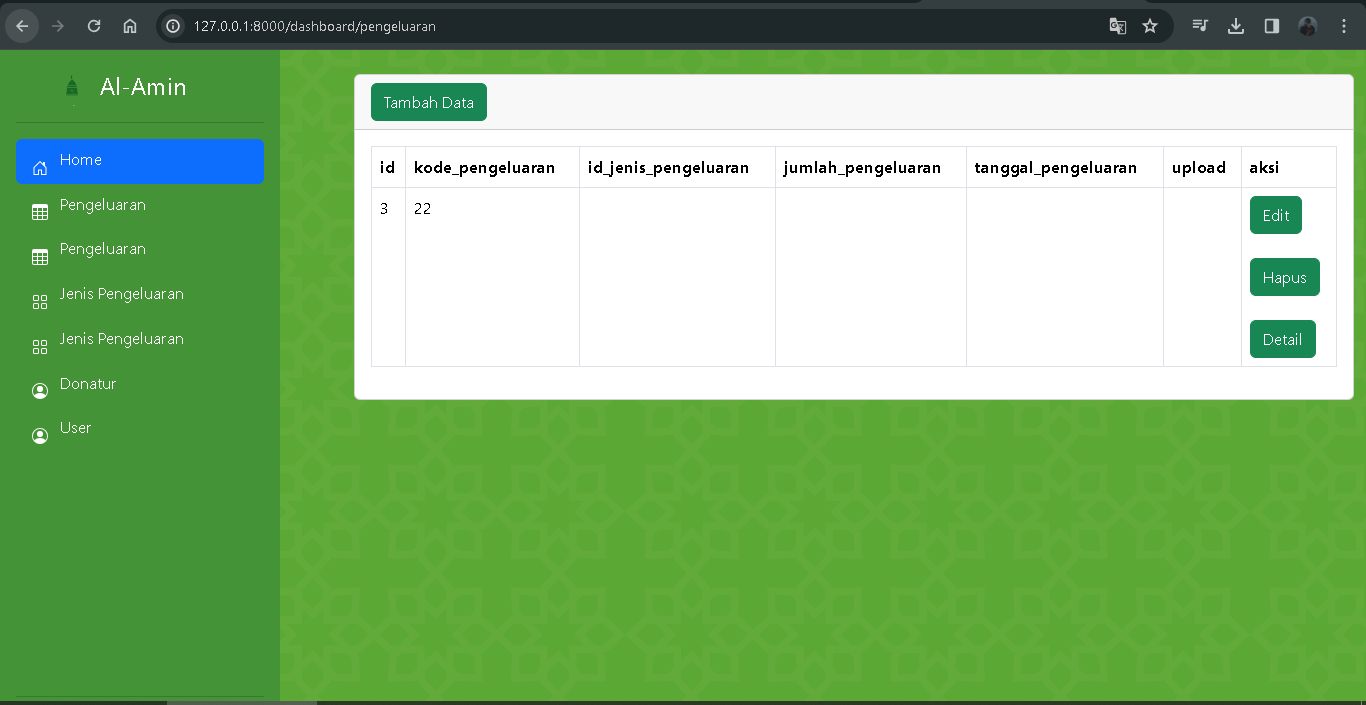 127.0.0.1:8000/dashboard/pengeluaran
Al-Amin
Home
Pengeluaran
Pengeluaran
Jenis Pengeluaran
Jenis Pengeluaran
Donatur
User
Tambah Data
id kode_pengeluaran id_jenis_pengeluaran jumlah_pengeluaran tanggal_pengeluaran upload aksi
3 22 Edit
Hapus
Detail